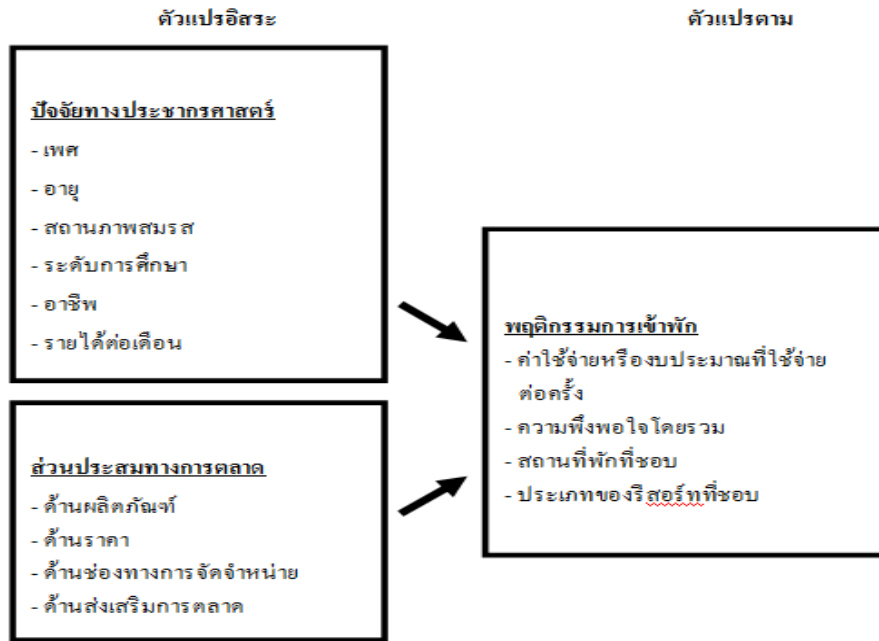 ตัวแปรอิสระ
ตัวแปรตาม
ปัจจัยทางประชากรศาสตร์
- เพศ
- อายุ
- สถานภาพสมรส
- ระดับการศึกษา
- อาชีพ
- รายได้ต่อเดือน
ส่วนประสมทางการตลาด
- ด้านผลิตภัณฑ์
- ด้านราคา
- ด้านช่องทางการจัดจำหน่าย
- ด้านส่งเสริมการตลาด
พฤติกรรมการเข้าพัก
- ค่าใช้จ่ายหรืองบประมาณที่ใช้จ่าย
ต่อครั้ง
- ความพึงพอใจโดยรวม
- สถานที่พักที่ชอบ
- ประเภทของรีสอร์ทที่ชอบ